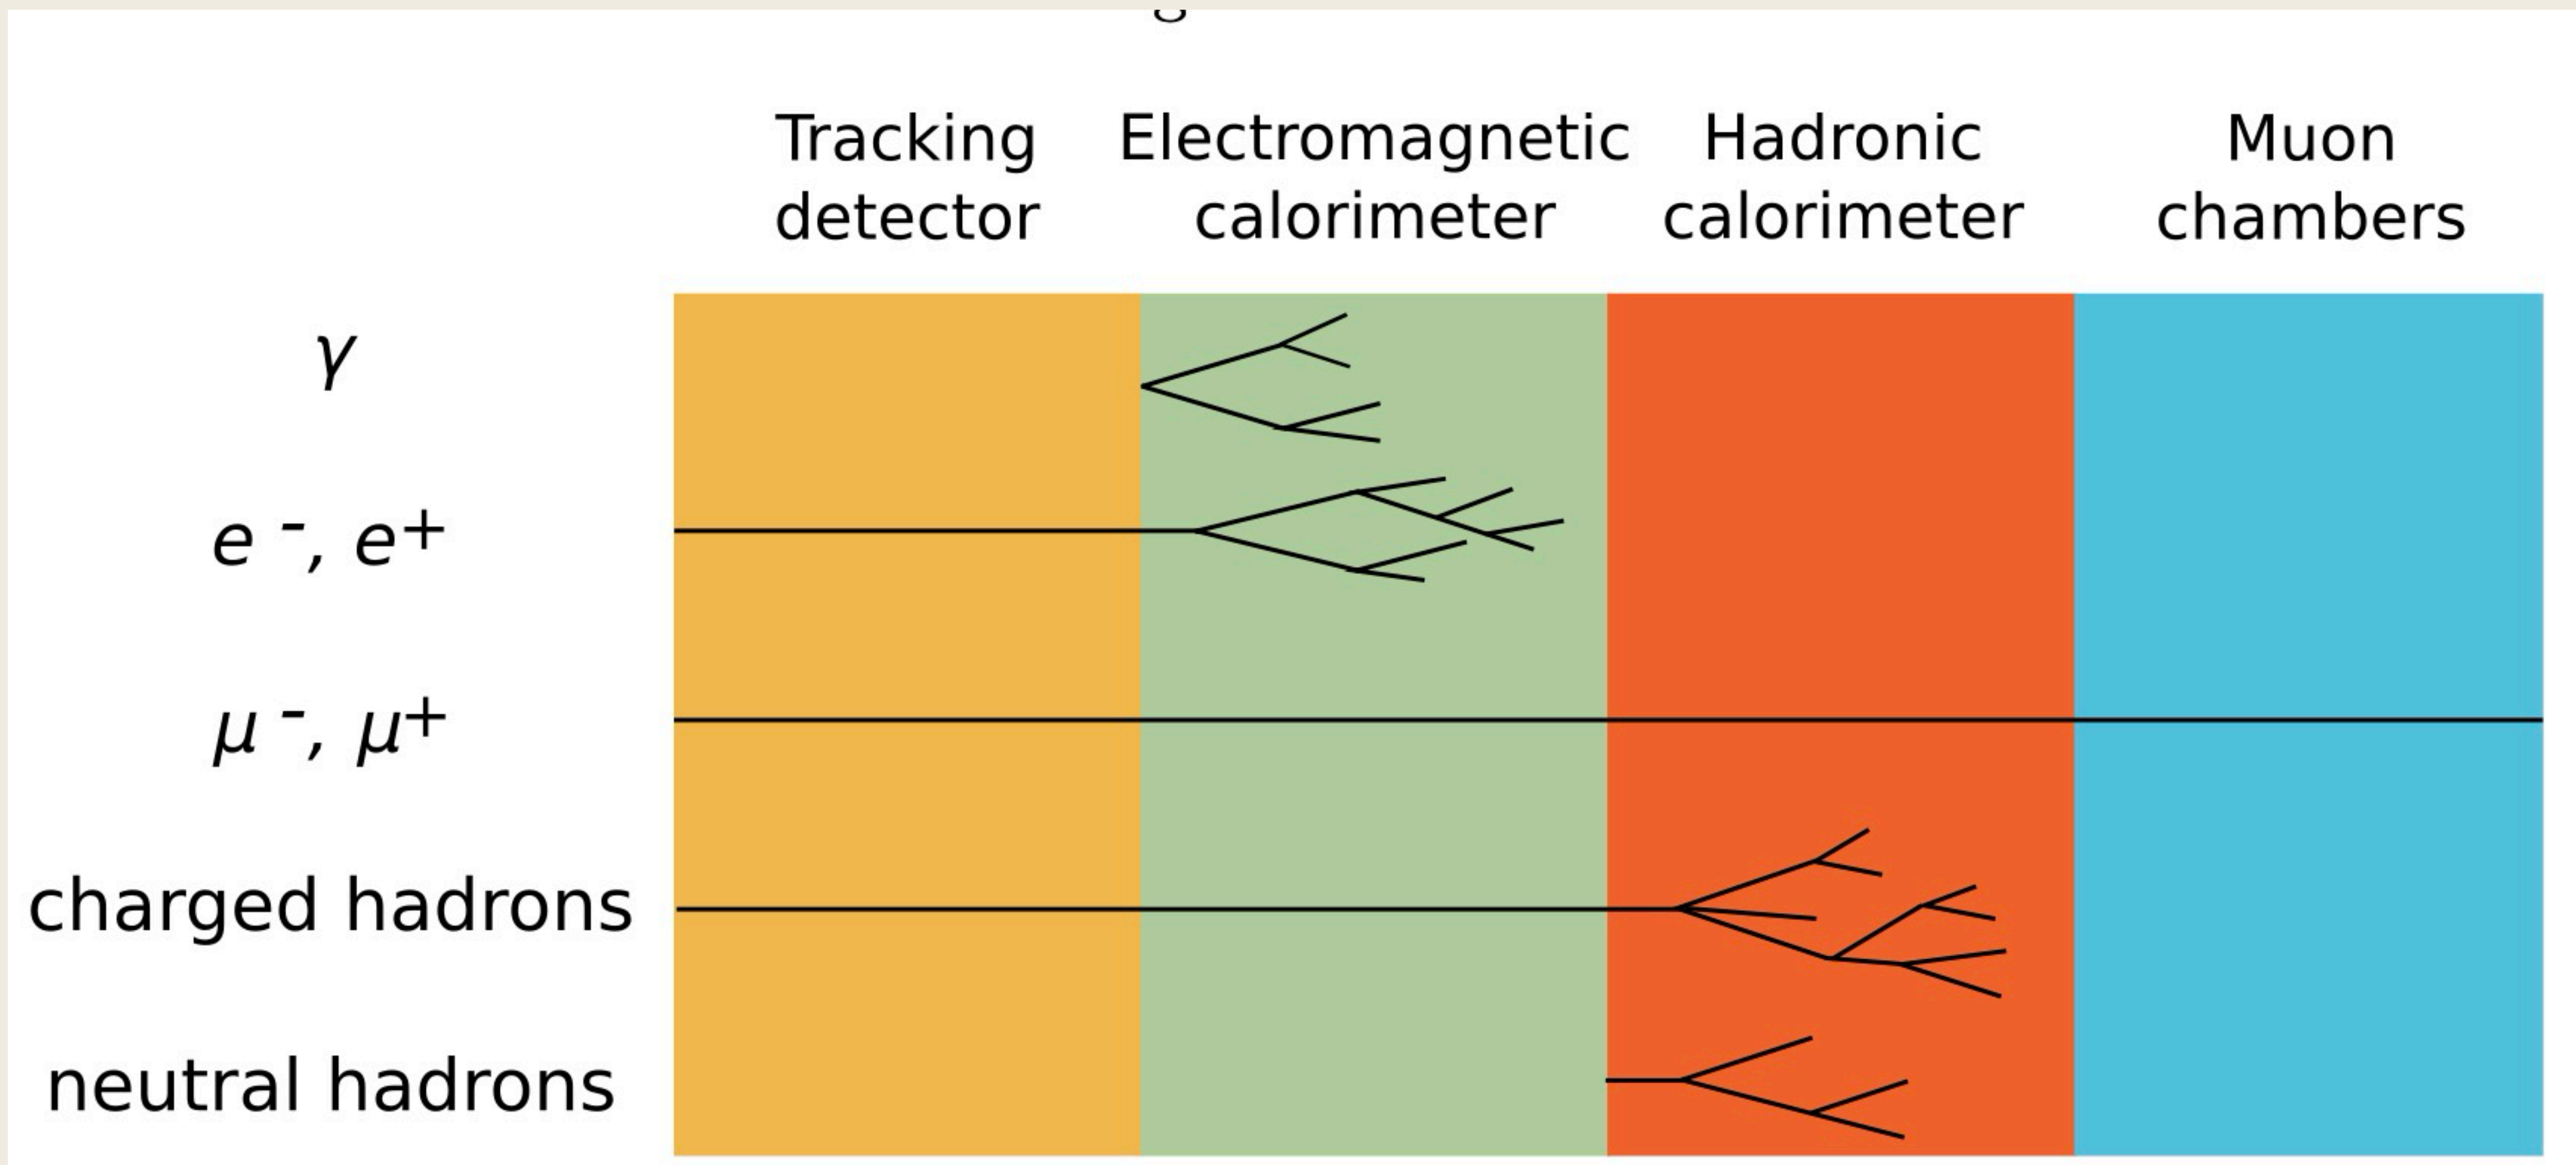 Tracking detector
Electromagnetic calorimeter
Hadronic calorimeter
Muon chambers
γ
e -, e+
μ -, μ+
charged hadrons
neutral hadrons